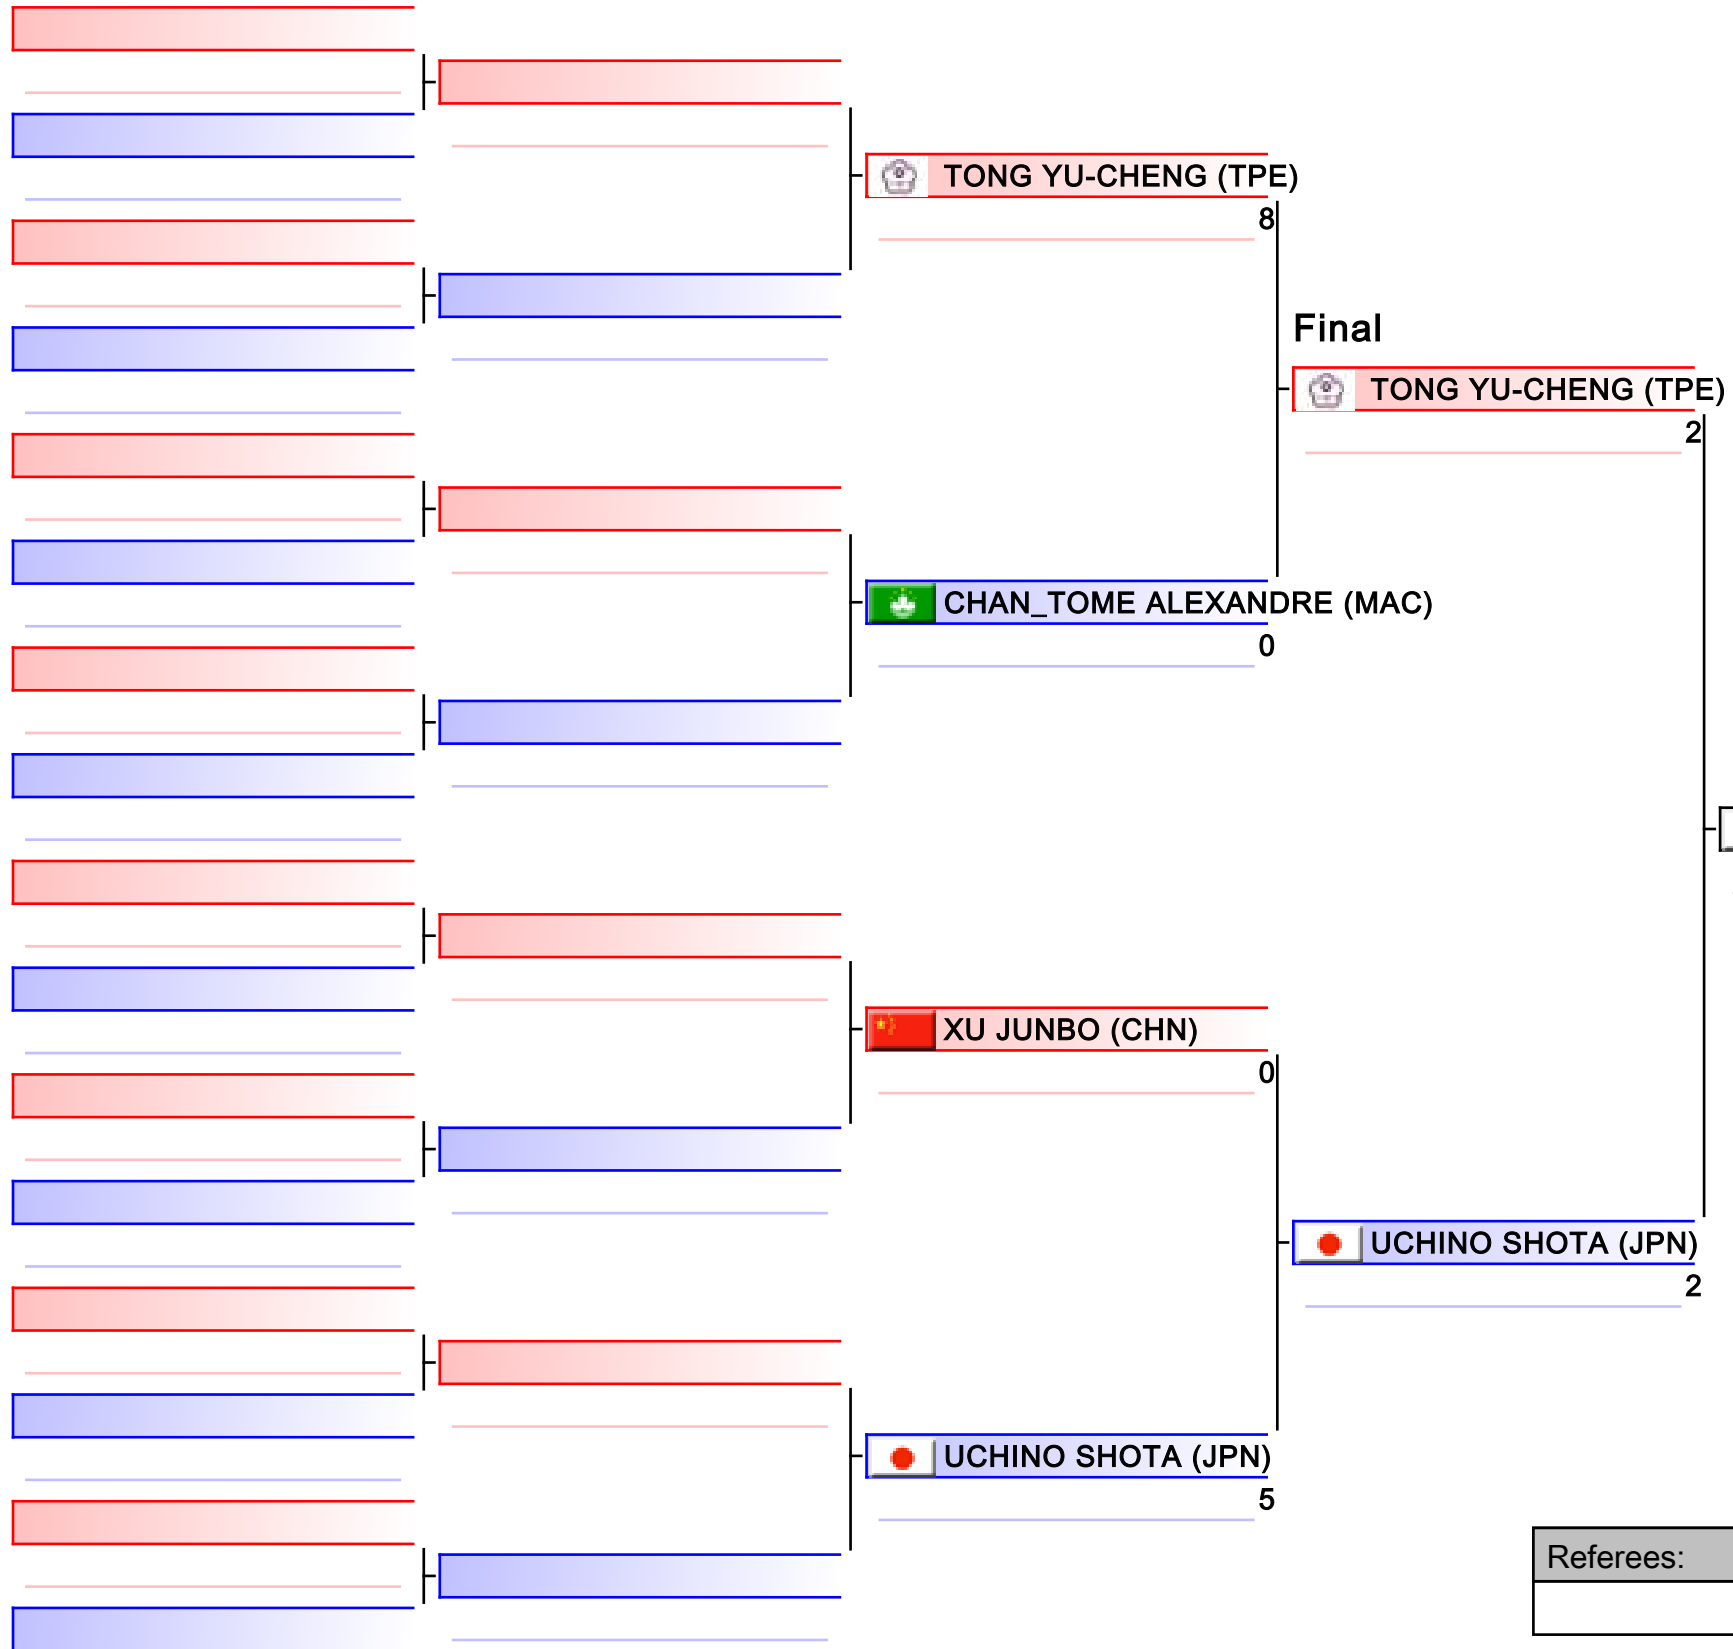 TONG YU-CHENG (TPE)
8
Final
TONG YU-CHENG (TPE)
2
CHAN_TOME ALEXANDRE (MAC)
0
XU JUNBO (CHN)
0
UCHINO SHOTA (JPN)
2
UCHINO SHOTA (JPN)
5
Referees: